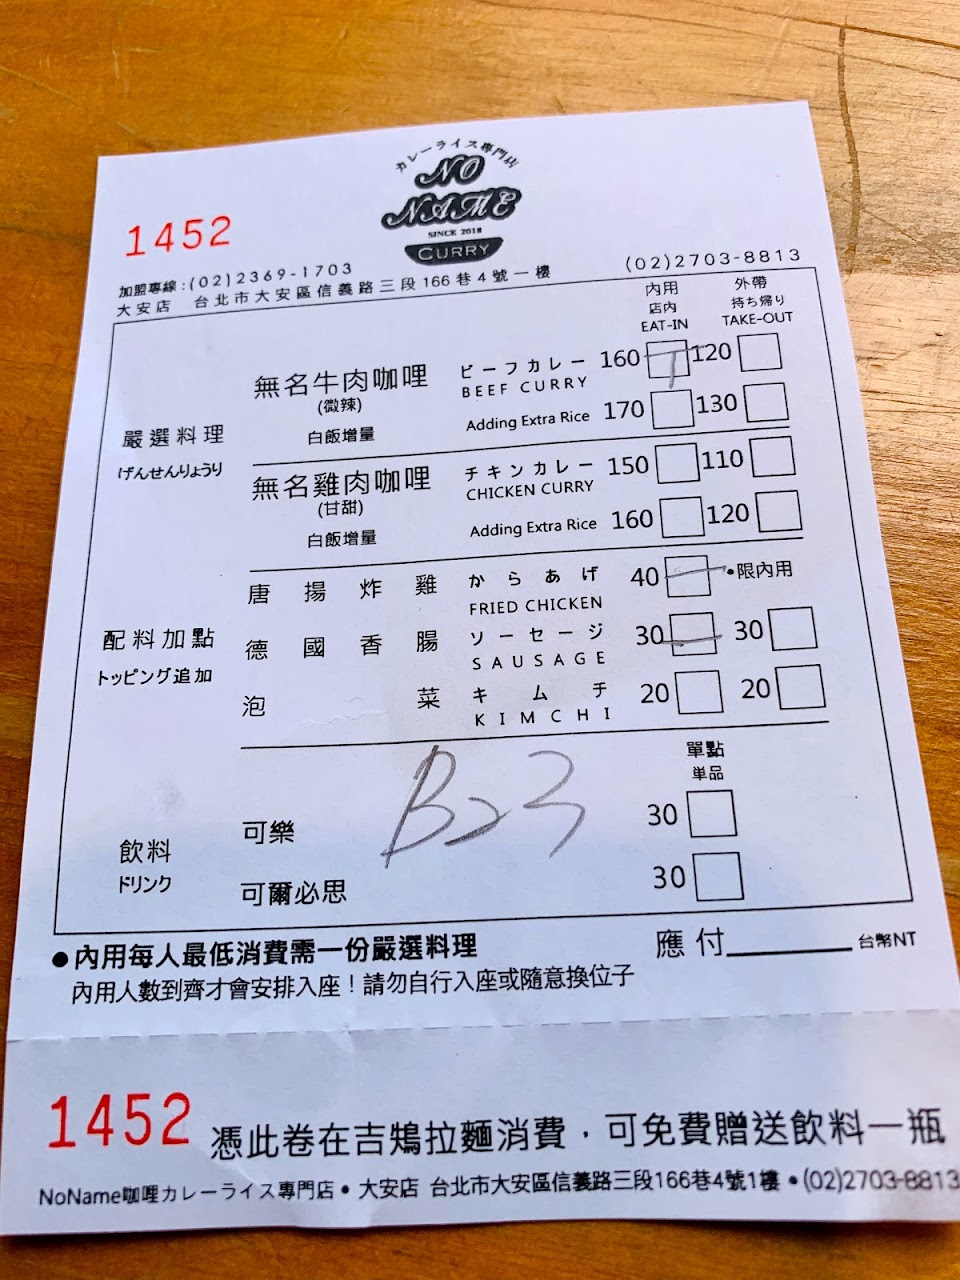 カレーライス專門店
NO
NAME
SINCE 2018
CURRY
1452
加盟專線:(02)2369-1703
(02)2703-8813
大安店 台北市大安區信義路三段166巷4號一樓
內用 外帶
店内 持ち帰り
EAT-IN TAKE-OUT
嚴選料理
げんせんりょうり
無名牛肉咖哩 ビーフカレー 160 120
(微辣) BEEF CURRY
白飯增量 Adding Extra Rice 170 130
無名雞肉咖哩 チキンカレー 150 110
(甘甜) CHICKEN CURRY
白飯增量 Adding Extra Rice 160 120
配料加點
トッピング追加
唐揚炸雞 からあげ 40 •限內用
FRIED CHICKEN
德國香腸 ソーセージ 30 30
SAUSAGE
泡菜 キムチ 20 20
KIMCHI
B23
單點
単品
飲料
ドリンク
可樂 30
可爾必思 30
●內用每人最低消費需一份嚴選料理
應付 台幣NT
內用人數到齊才會安排入座！請勿自行入座或隨意換位子
1452 憑此卷在吉鴰拉麵消費，可免費贈送飲料一瓶
NoName咖哩カレーライス專門店• 大安店 台北市大安區信義路三段166巷4號1樓 •(02)2703-8813